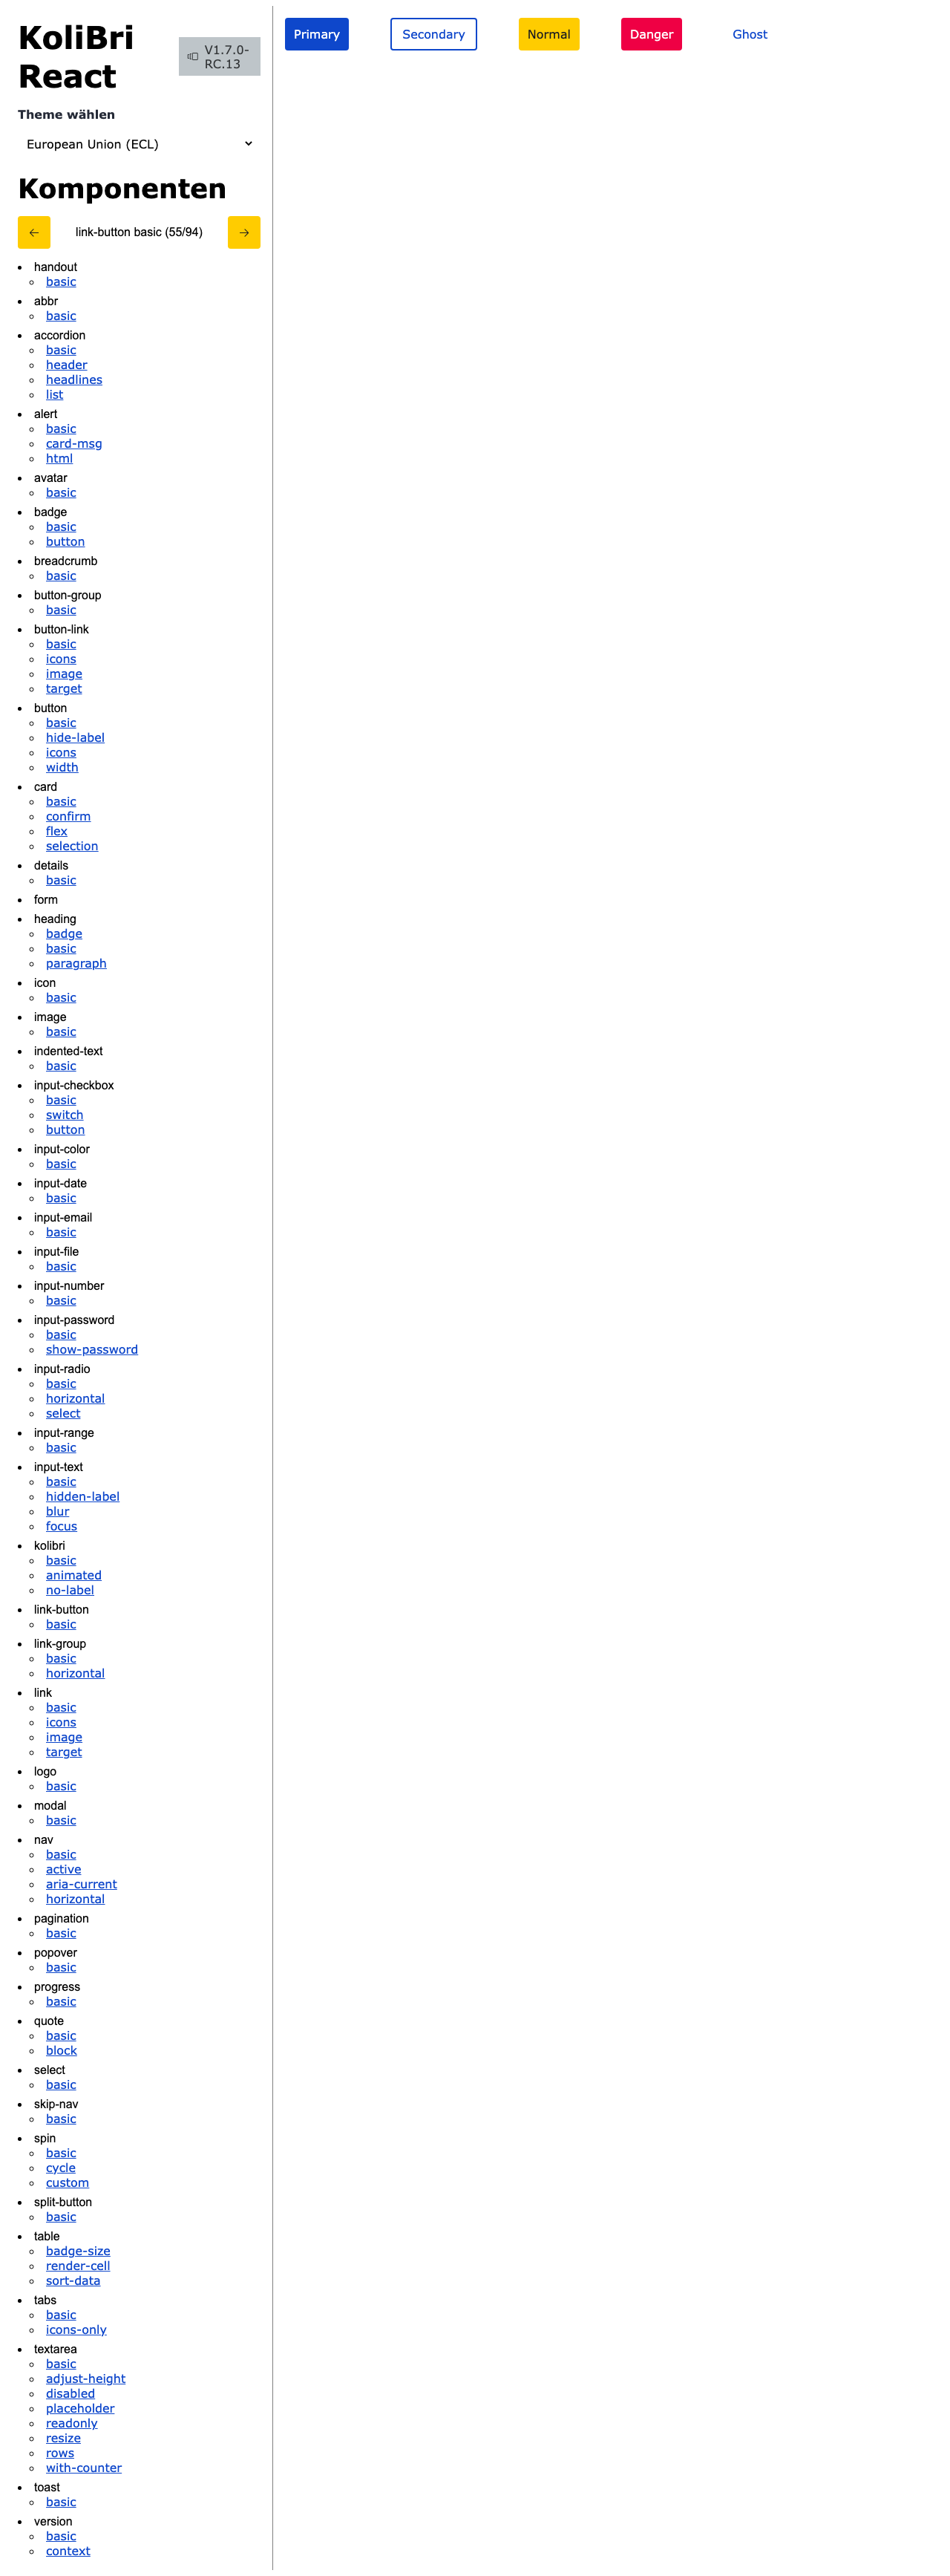 KoliBri
React
V1.7.0-
RC.13
Theme wählen
European Union (ECL)
Komponenten
← link-button basic (55/94) →
handout
basic
abbr
basic
accordion
basic
header
headlines
list
alert
basic
card-msg
html
avatar
basic
badge
basic
button
breadcrumb
basic
button-group
basic
button-link
basic
icons
image
target
button
basic
hide-label
icons
width
card
basic
confirm
flex
selection
details
basic
form
heading
badge
basic
paragraph
icon
basic
image
basic
indented-text
basic
input-checkbox
basic
switch
button
input-color
basic
input-date
basic
input-email
basic
input-file
basic
input-number
basic
input-password
basic
show-password
input-radio
basic
horizontal
select
input-range
basic
input-text
basic
hidden-label
blur
focus
kolibri
basic
animated
no-label
link-button
basic
link-group
basic
horizontal
link
basic
icons
image
target
logo
basic
modal
basic
nav
basic
active
aria-current
horizontal
pagination
basic
popover
basic
progress
basic
quote
basic
block
select
basic
skip-nav
basic
spin
basic
cycle
custom
split-button
basic
table
badge-size
render-cell
sort-data
tabs
basic
icons-only
textarea
basic
adjust-height
disabled
placeholder
readonly
resize
rows
with-counter
toast
basic
version
basic
context
Primary Secondary Normal Danger Ghost